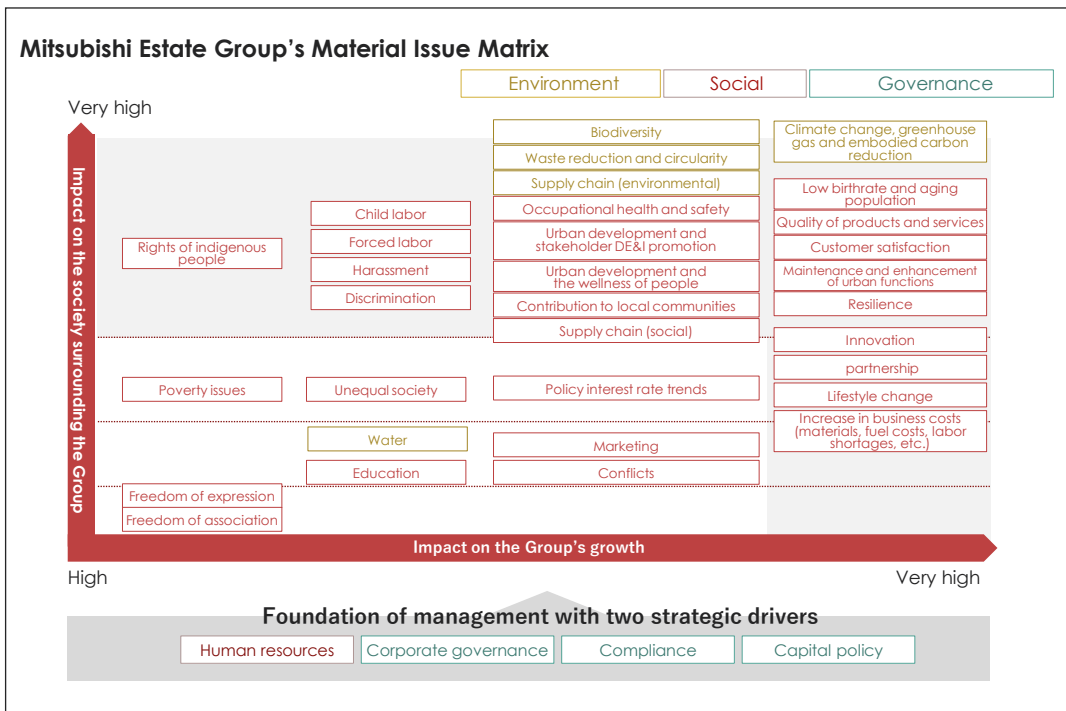 Mitsubishi Estate Group's Material Issue Matrix
Environment
Social
Governance
Very high
Impact on the society surrounding the Group
Rights of indigenous
people
Child labor
Forced labor
Harassment
Discrimination
Biodiversity
Waste reduction and circularity
Supply chain (environmental)
Occupational health and safety
Urban development and
stakeholder DE&I promotion
Urban development and
the wellness of people
Contribution to local communities
Supply chain (social)
Climate change, greenhouse
gas and embodied carbon
reduction
Low birthrate and aging
population
Quality of products and services
Customer satisfaction
Maintenance and enhancement
of urban functions
Resilience
Poverty issues
Unequal society
Policy interest rate trends
Innovation
partnership
Lifestyle change
Increase in business costs
(materials, fuel costs, labor
shortages, etc.)
Water
Education
Marketing
Conflicts
Freedom of expression
Freedom of association
Impact on the Group's growth
High
Very high
Foundation of management with two strategic drivers
Human resources
Corporate governance
Compliance
Capital policy